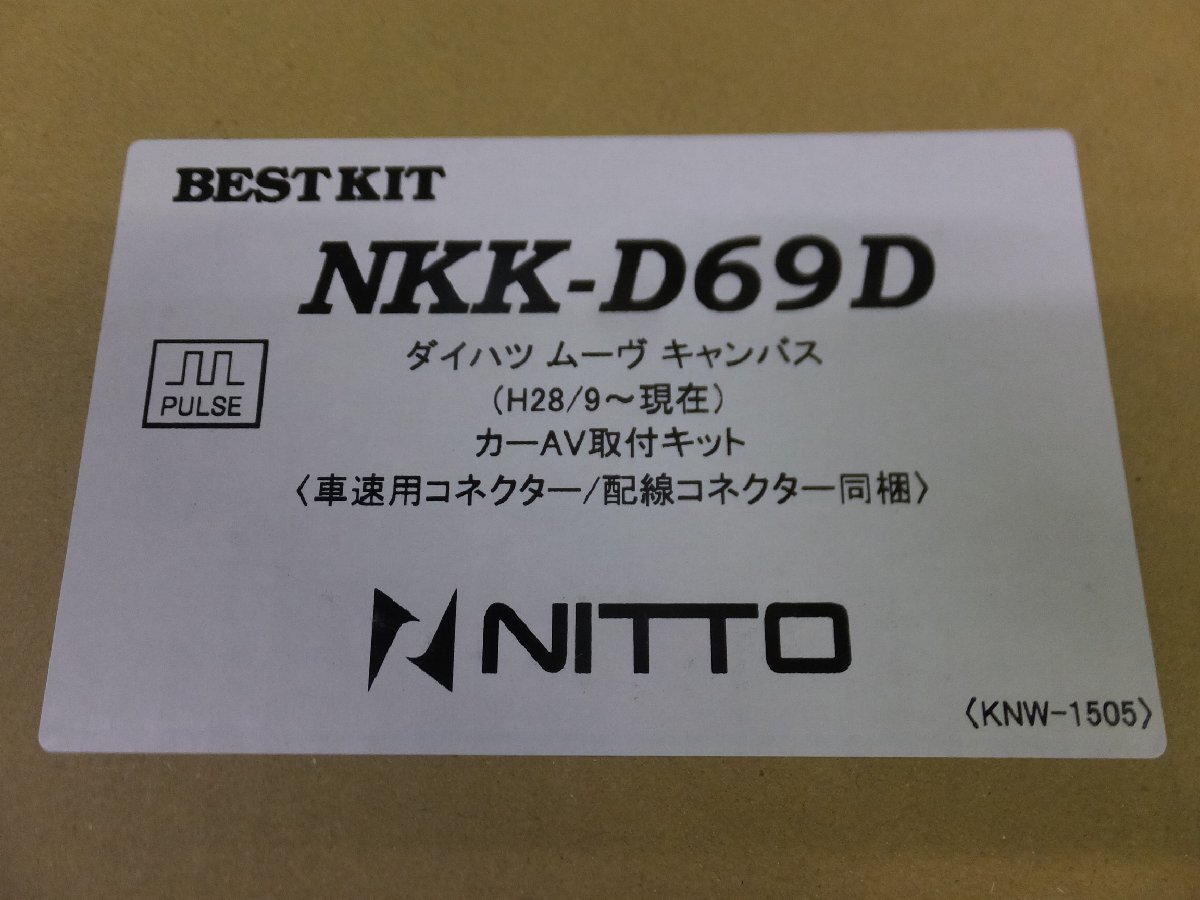 BEST KIT
NKK-D69D
PULSE
ダイハツ ムーヴ キャンバス
(H28/9～現在)
カーAV取付キット
〈車速用コネクター/配線コネクター同梱〉
NITTO
〈KNW-1505〉